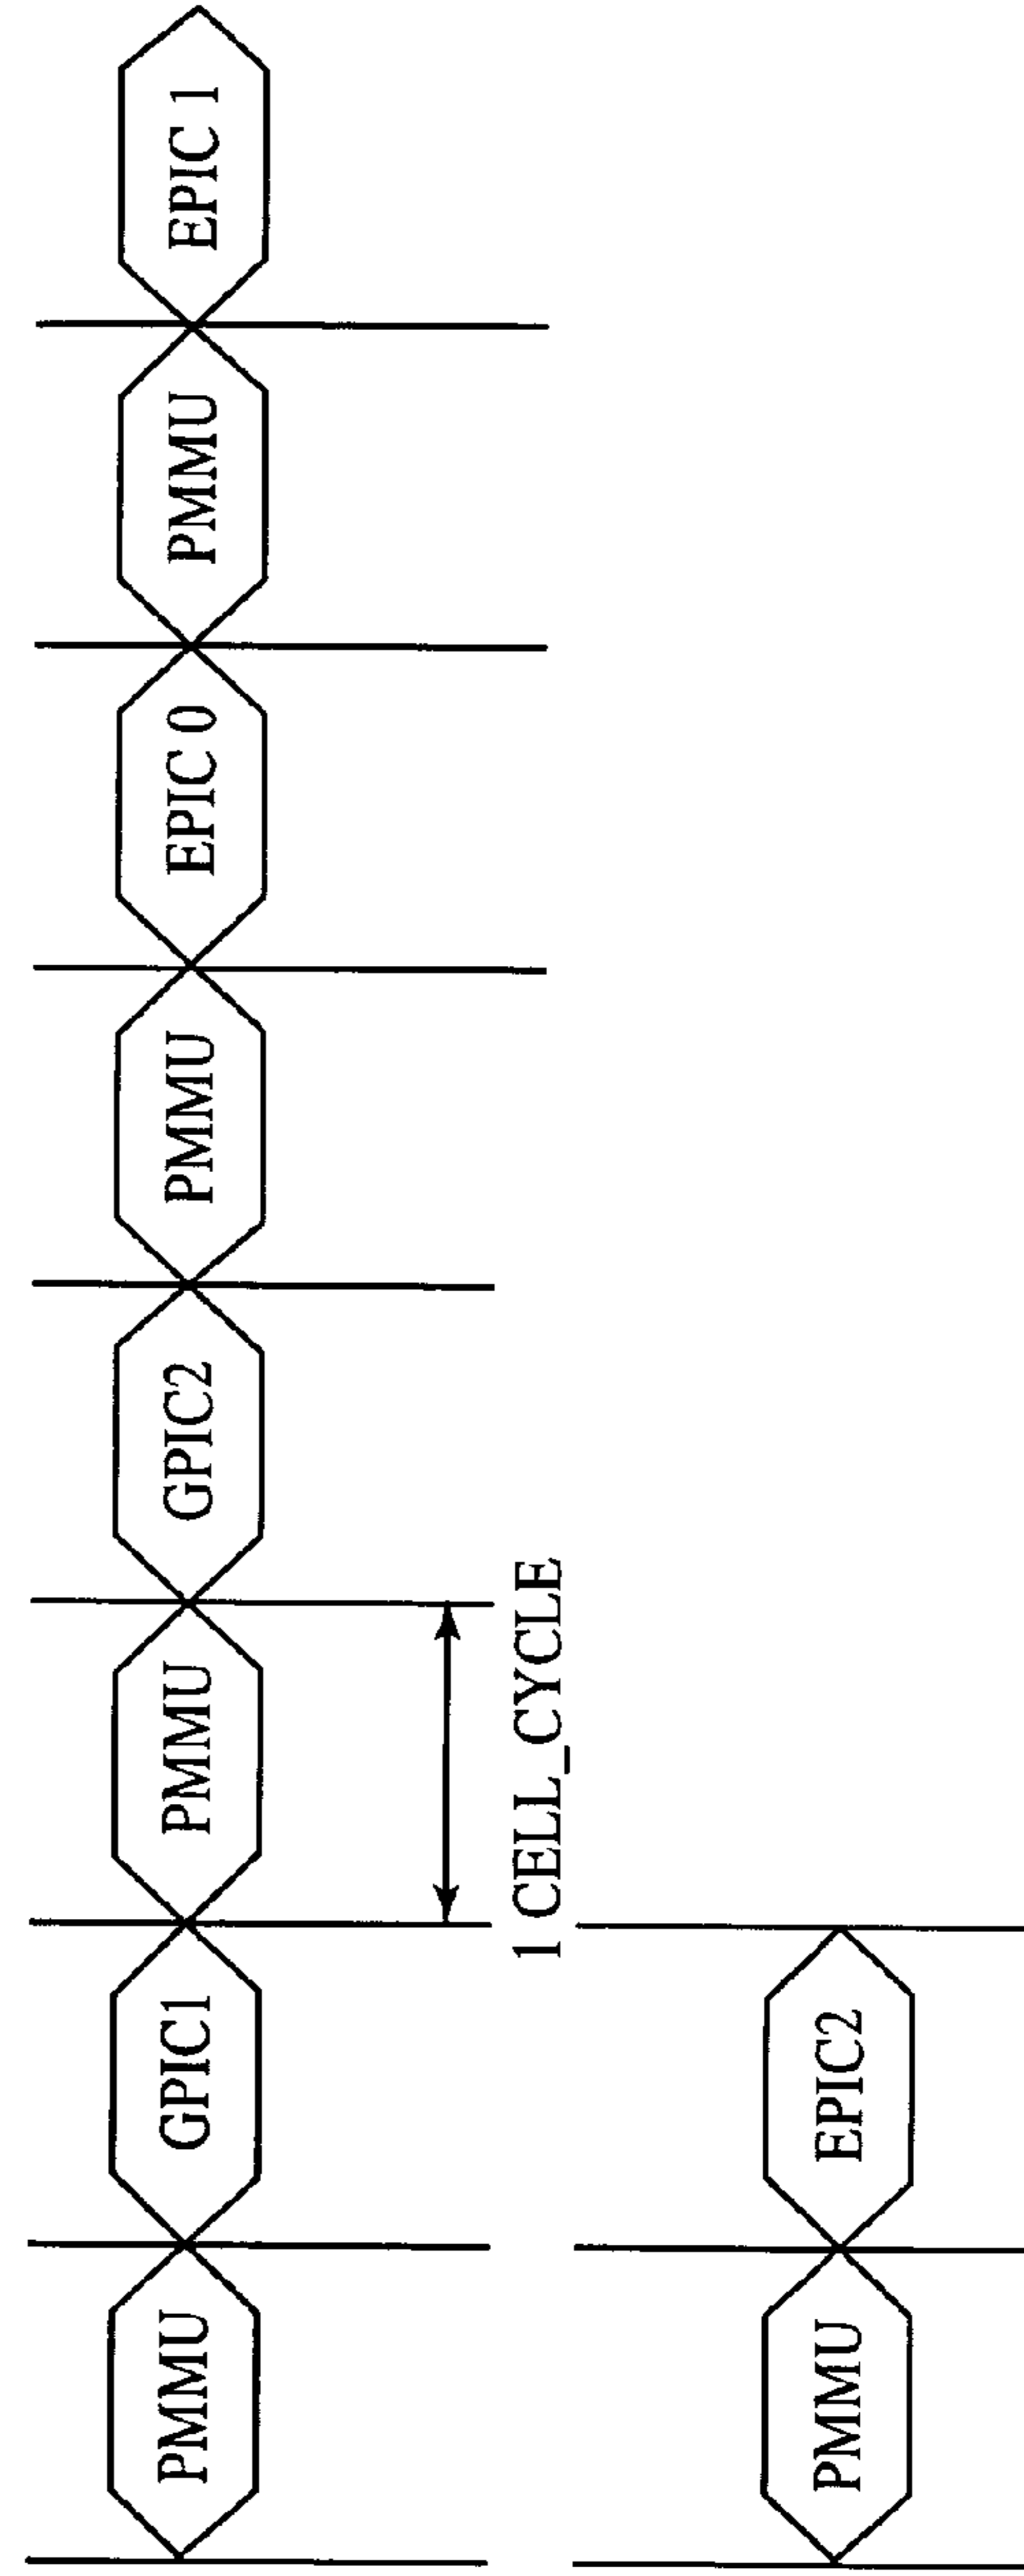 PMMU
GPIC1
PMMU
GPIC2
PMMU
EPIC 0
PMMU
EPIC 1
1 CELL_CYCLE
PMMU
EPIC2